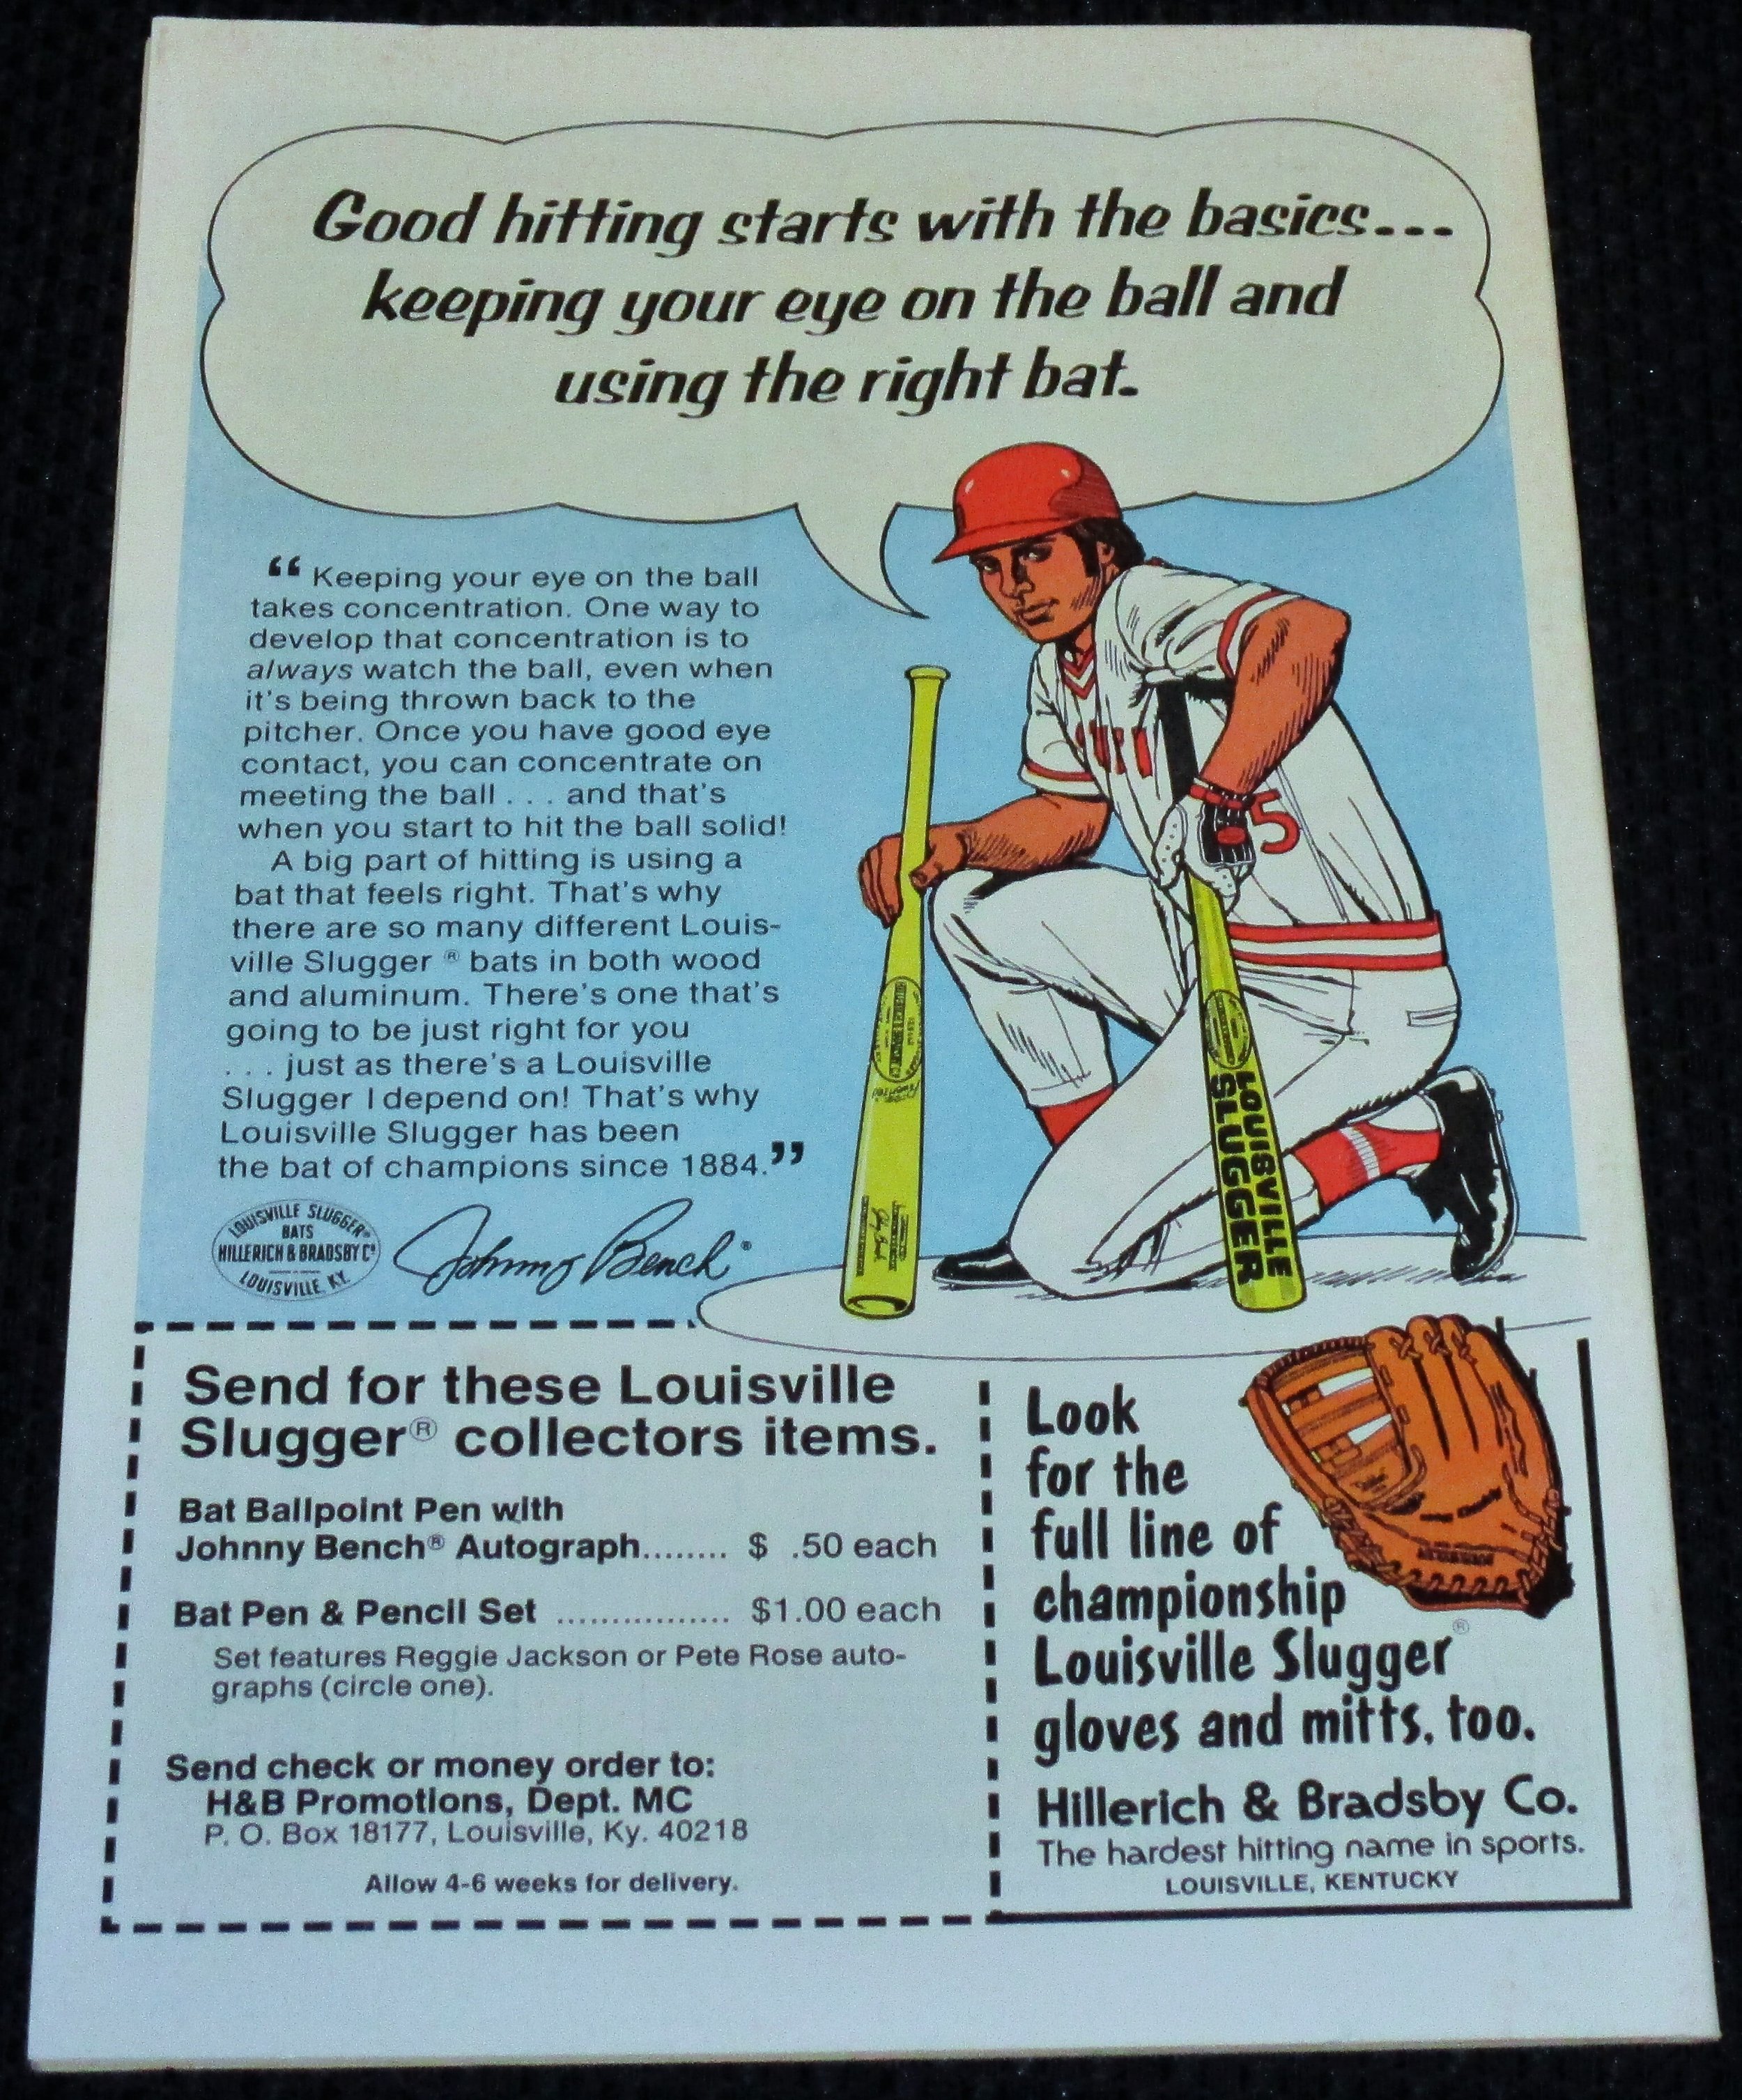 Good hitting starts with the basics...
keeping your eye on the ball and
using the right bat.
“ Keeping your eye on the ball
takes concentration. One way to
develop that concentration is to
always watch the ball, even when
it's being thrown back to the
pitcher. Once you have good eye
contact, you can concentrate on
meeting the ball . . . and that's
when you start to hit the ball solid!
A big part of hitting is using a
bat that feels right. That's why
there are so many different Louis-
ville Slugger ® bats in both wood
and aluminum. There's one that's
going to be just right for you
. . . just as there's a Louisville
Slugger I depend on! That's why
Louisville Slugger has been
the bat of champions since 1884.”
5
LOUISVILLE
SLUGGER
LOUISVILLE SLUGGER®
BATS
HILLERICH & BRADSBY Cº
LOUISVILLE, KY.
Johnny Bench®
Send for these Louisville
Slugger® collectors items.
Bat Ballpoint Pen with
Johnny Bench® Autograph........ $ .50 each
Bat Pen & Pencil Set ................ $1.00 each
Set features Reggie Jackson or Pete Rose auto-
graphs (circle one).
Send check or money order to:
H&B Promotions, Dept. MC
P. O. Box 18177, Louisville, Ky. 40218
Allow 4-6 weeks for delivery.
Look
for the
full line of
championship
Louisville Slugger®
gloves and mitts, too.
Hillerich & Bradsby Co.
The hardest hitting name in sports.
LOUISVILLE, KENTUCKY